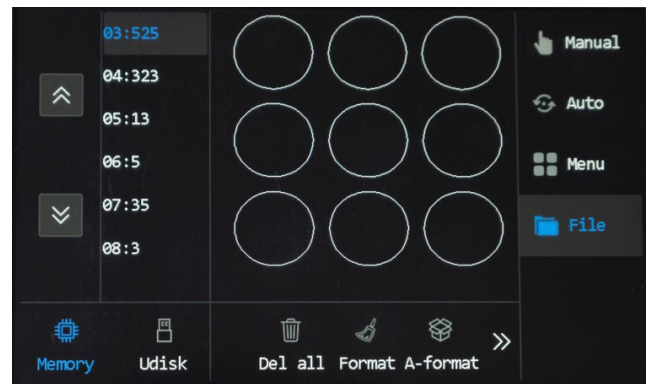 03:525
04:323
05:13
06:5
07:35
08:3
Manual
Auto
Menu
File
Memory
Udisk
Del all
Format
A-format